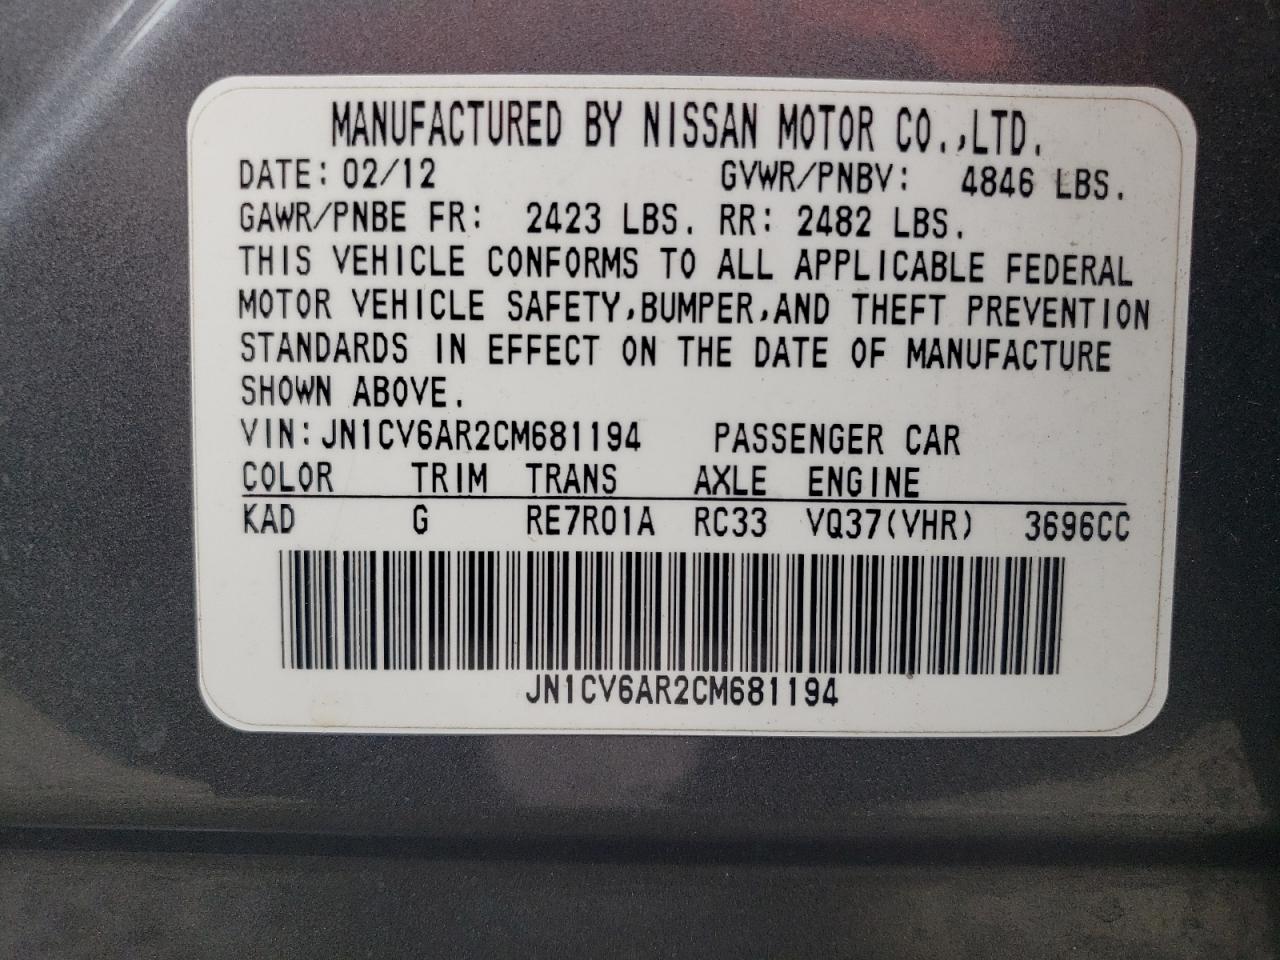 MANUFACTURED BY NISSAN MOTOR CO.,LTD.
DATE: 02/12 GVWR/PNBV: 4846 LBS.
GAWR/PNBE FR: 2423 LBS. RR: 2482 LBS.
THIS VEHICLE CONFORMS TO ALL APPLICABLE FEDERAL
MOTOR VEHICLE SAFETY,BUMPER,AND THEFT PREVENTION
STANDARDS IN EFFECT ON THE DATE OF MANUFACTURE
SHOWN ABOVE.
VIN:JN1CV6AR2CM681194 PASSENGER CAR
COLOR TRIM TRANS AXLE ENGINE
KAD G RE7R01A RC33 VQ37(VHR) 3696CC
JN1CV6AR2CM681194